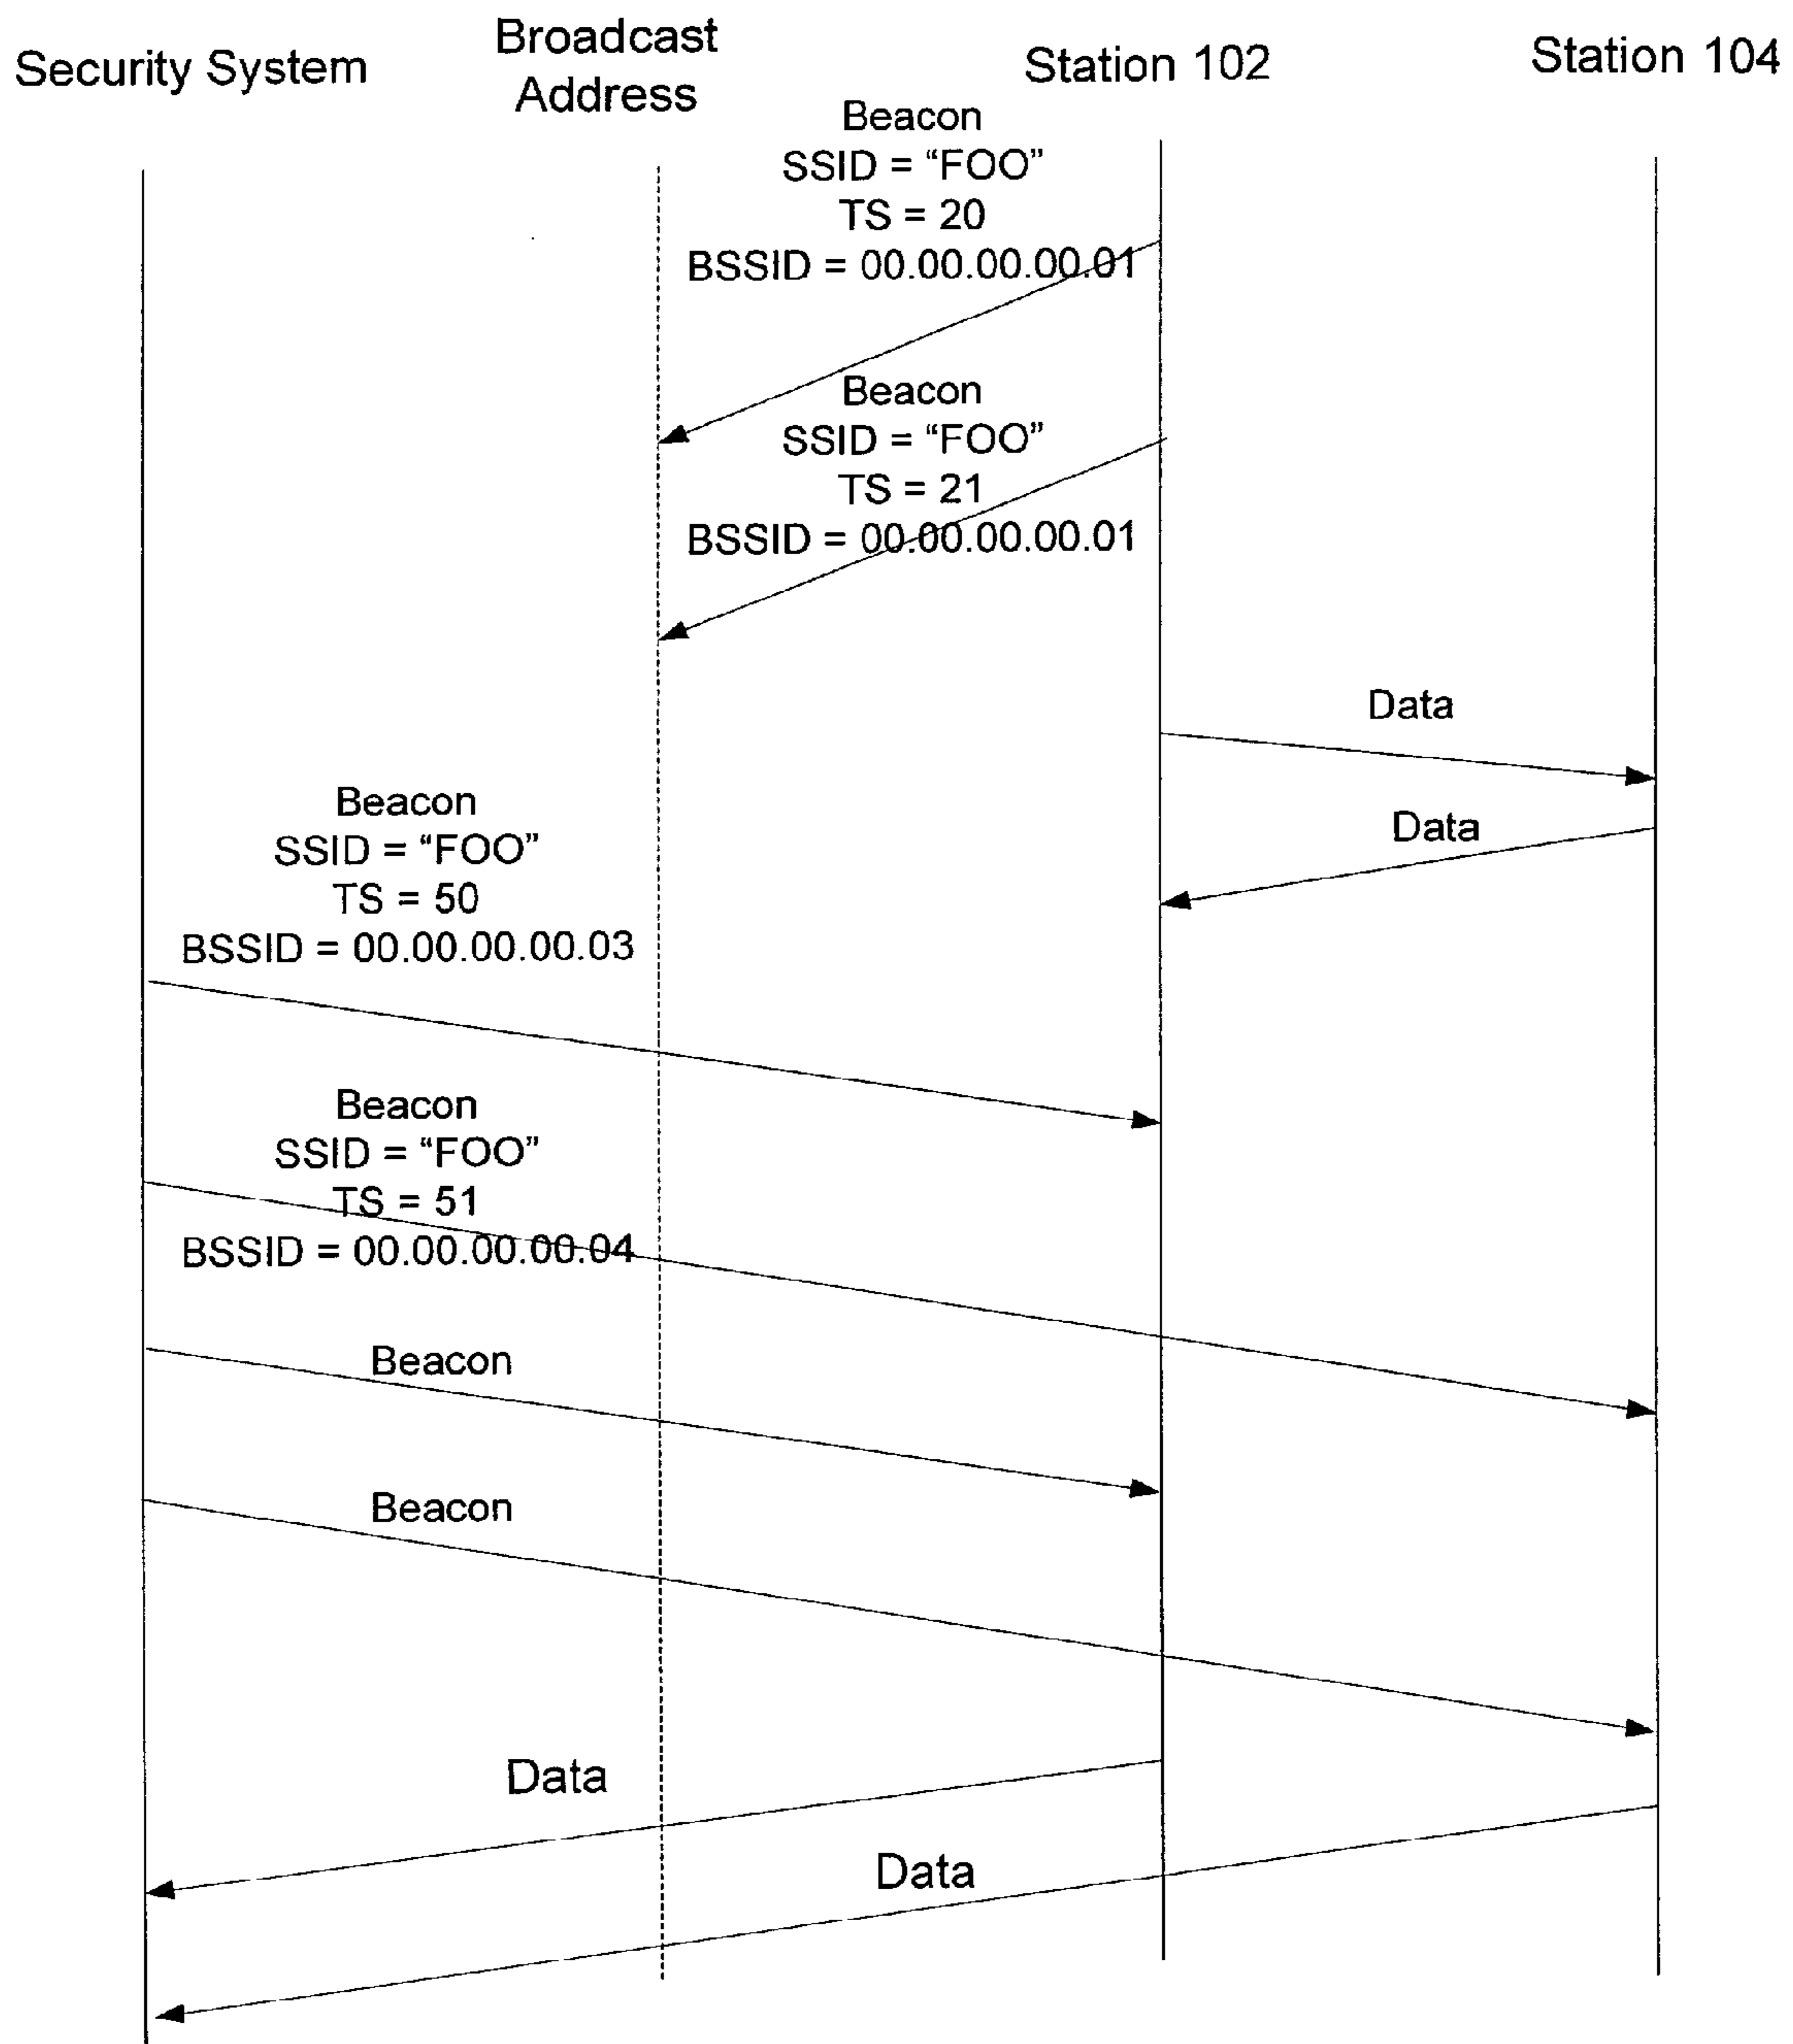 Security System
Broadcast
Address
Station 102
Station 104
Beacon
SSID = “FOO”
TS = 20
BSSID = 00.00.00.00.01
Beacon
SSID = “FOO”
TS = 21
BSSID = 00.00.00.00.01
Data
Data
Beacon
SSID = “FOO”
TS = 50
BSSID = 00.00.00.00.03
Beacon
SSID = “FOO”
TS = 51
BSSID = 00.00.00.00.04
Beacon
Beacon
Data
Data